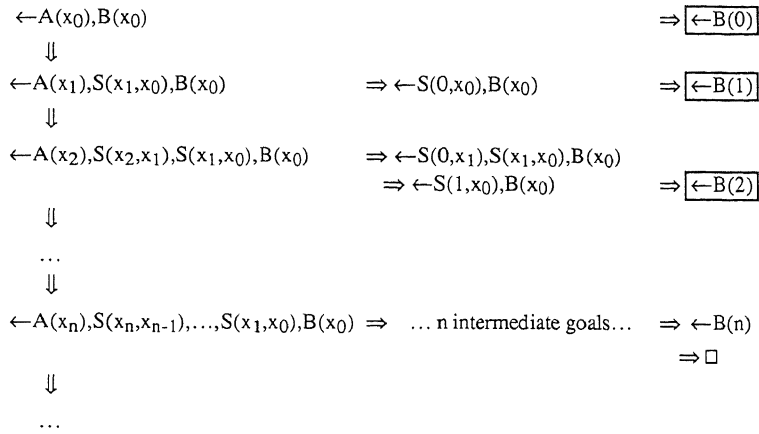 ←A(x₀),B(x₀) ⇒ ←B(0)
⇓
←A(x₁),S(x₁,x₀),B(x₀) ⇒ ←S(0,x₀),B(x₀) ⇒ ←B(1)
⇓
←A(x₂),S(x₂,x₁),S(x₁,x₀),B(x₀) ⇒ ←S(0,x₁),S(x₁,x₀),B(x₀)
⇒ ←S(1,x₀),B(x₀) ⇒ ←B(2)
⇓
...
⇓
←A(xₙ),S(xₙ,xₙ₋₁),...,S(x₁,x₀),B(x₀) ⇒ ... n intermediate goals... ⇒ ←B(n)
⇒ □
⇓
...